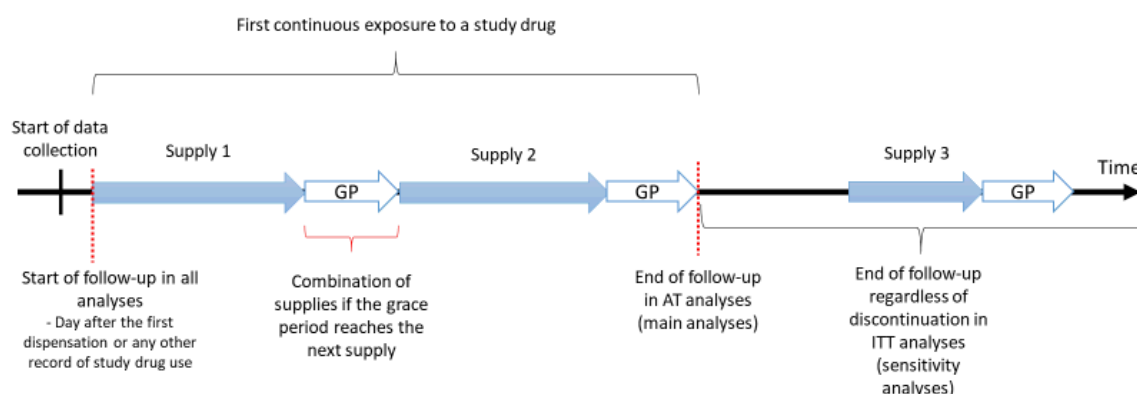 First continuous exposure to a study drug
Start of data
collection
Supply 1
Supply 2
Supply 3
Time
GP
GP
GP
Start of follow-up in all
analyses
- Day after the first
dispensation or any other
record of study drug use
Combination of
supplies if the grace
period reaches the
next supply
End of follow-up
in AT analyses
(main analyses)
End of follow-up
regardless of
discontinuation in
ITT analyses
(sensitivity
analyses)